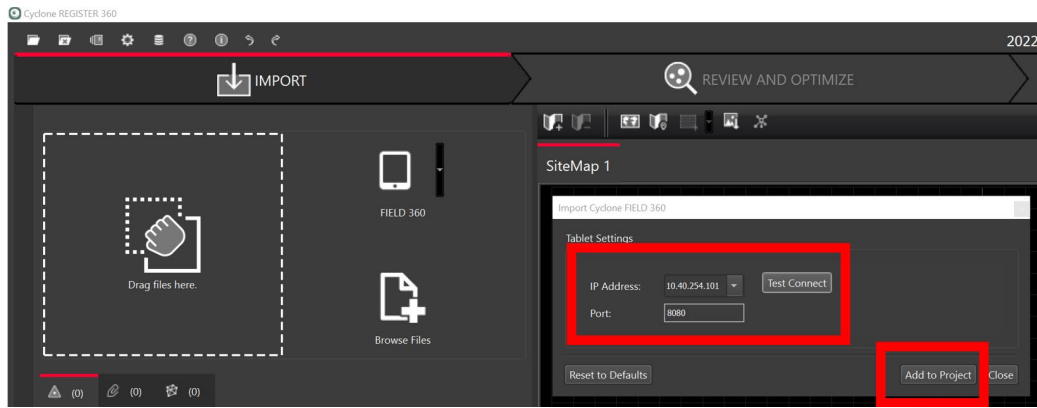 Cyclone REGISTER 360
2022
IMPORT
REVIEW AND OPTIMIZE
SiteMap 1
FIELD 360
Drag files here.
Browse Files
(0)
(0)
(0)
Import Cyclone FIELD 360
Tablet Settings
IP Address: 10.40.254.101 Test Connect
Port: 8080
Reset to Defaults Add to Project Close